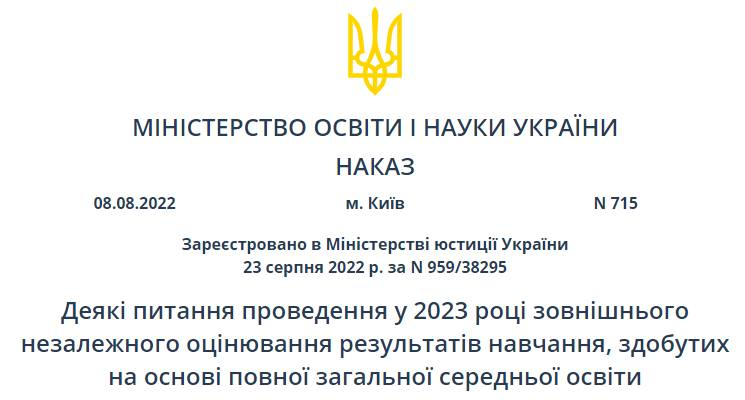 МІНІСТЕРСТВО ОСВІТИ І НАУКИ УКРАЇНИ
НАКАЗ
08.08.2022 м. Київ N 715
Зареєстровано в Міністерстві юстиції України
23 серпня 2022 р. за N 959/38295
Деякі питання проведення у 2023 році зовнішнього
незалежного оцінювання результатів навчання, здобутих
на основі повної загальної середньої освіти